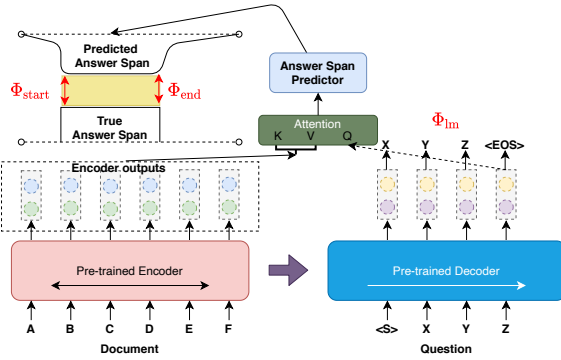 Predicted
Answer Span
Φstart
Φend
True
Answer Span
Answer Span
Predictor
Attention
K V Q
Φlm
X Y Z <EOS>
Encoder outputs
Pre-trained Encoder
Pre-trained Decoder
A B C D E F
<S> X Y Z
Document
Question